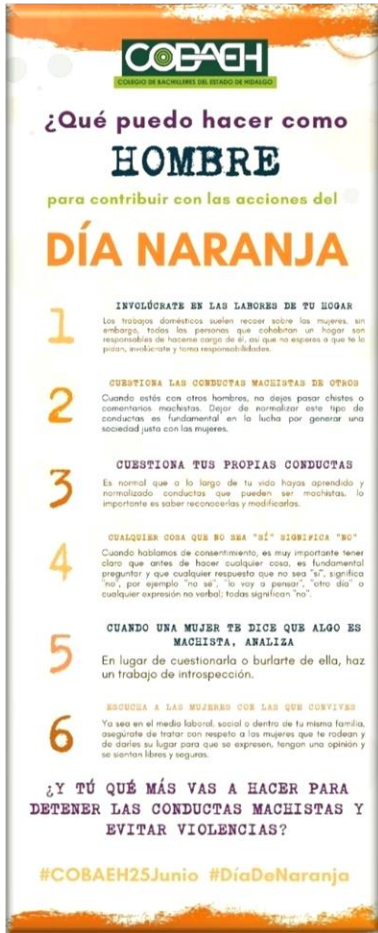 COBAEH
COLEGIO DE BACHILLERES DEL ESTADO DE HIDALGO
¿Qué puedo hacer como
HOMBRE
para contribuir con las acciones del
DÍA NARANJA
1
INVOLÚCRATE EN LAS LABORES DE TU HOGAR
Los trabajos domésticos suelen recaer sobre las mujeres, sin
embargo, todas las personas que cohabitan un hogar son
responsables de hacerse cargo de él, así que no esperes a que te lo
pidan, involúcrate y toma responsabilidades.
2
CUESTIONA LAS CONDUCTAS MACHISTAS DE OTROS
Cuando estés con otros hombres, no dejes pasar chistes o
comentarios machistas. Dejar de normalizar este tipo de
conductas es fundamental en la lucha por generar una
sociedad justa con las mujeres.
3
CUESTIONA TUS PROPIAS CONDUCTAS
Es normal que a lo largo de tu vida hayas aprendido y
normalizado conductas que pueden ser machistas, lo
importante es saber reconocerlas y modificarlas.
4
CUALQUIER COSA QUE NO SEA "SÍ" SIGNIFICA "NO"
Cuando hablamos de consentimiento, es muy importante tener
claro que antes de hacer cualquier cosa, es fundamental
preguntar y que cualquier respuesta que no sea "sí", significa
"no", por ejemplo "no sé", "lo voy a pensar", "otro día" o
cualquier expresión no verbal; todas significan "no".
5
CUANDO UNA MUJER TE DICE QUE ALGO ES
MACHISTA, ANALIZA
En lugar de cuestionarla o burlarte de ella, haz
un trabajo de introspección.
6
ESCUCHA A LAS MUJERES CON LAS QUE CONVIVES
Ya sea en el medio laboral, social o dentro de tu misma familia,
asegúrate de tratar con respeto a las mujeres que te rodean y
de darles su lugar para que se expresen, tengan una opinión y
se sientan libres y seguras.
¿Y TÚ QUÉ MÁS VAS A HACER PARA
DETENER LAS CONDUCTAS MACHISTAS Y
EVITAR VIOLENCIAS?
#COBAEH25Junio #DíaDeNaranja